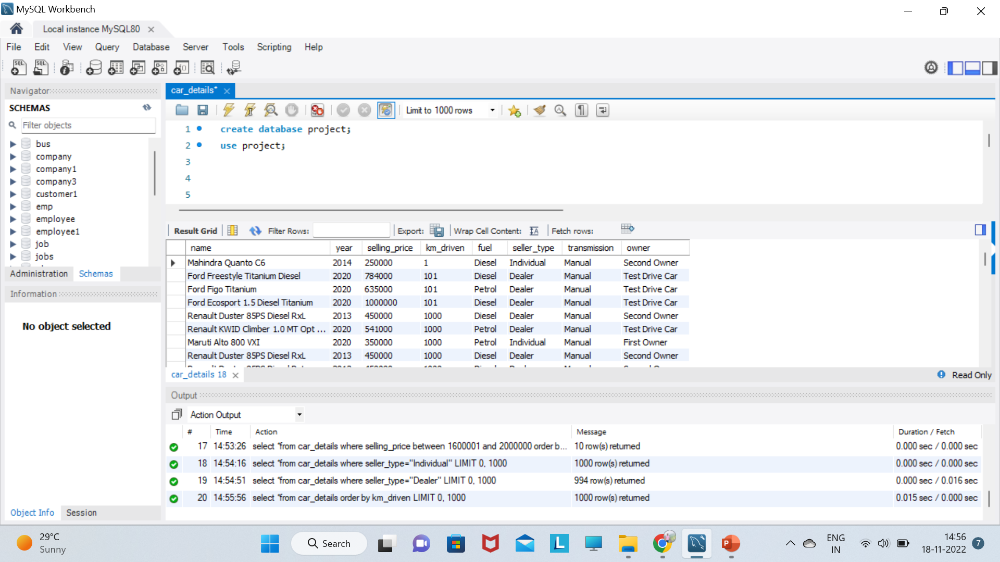 MySQL Workbench
Local instance MySQL80
File Edit View Query Database Server Tools Scripting Help
Navigator
SCHEMAS
Filter objects
bus
company
company1
company3
customer1
emp
employee
employee1
job
jobs
Administration Schemas
Information
No object selected
Object Info Session
car_details*
Limit to 1000 rows
1 create database project;
2 use project;
3
4
5
Result Grid Filter Rows: Export: Wrap Cell Content: Fetch rows:
name year selling_price km_driven fuel seller_type transmission owner
Mahindra Quanto C6 2014 250000 1 Diesel Individual Manual Second Owner
Ford Freestyle Titanium Diesel 2020 784000 101 Diesel Dealer Manual Test Drive Car
Ford Figo Titanium 2020 635000 101 Petrol Dealer Manual Test Drive Car
Ford Ecosport 1.5 Diesel Titanium 2020 1000000 101 Diesel Dealer Manual Test Drive Car
Renault Duster 85PS Diesel RxL 2013 450000 1000 Diesel Dealer Manual Second Owner
Renault KWID Climber 1.0 MT Opt ... 2020 541000 1000 Petrol Dealer Manual Test Drive Car
Maruti Alto 800 VXI 2020 350000 1000 Petrol Individual Manual First Owner
Renault Duster 85PS Diesel RxL 2013 450000 1000 Diesel Dealer Manual Second Owner
car_details 18
Read Only
Output
Action Output
# Time Action Message Duration / Fetch
17 14:53:26 select *from car_details where selling_price between 1600001 and 2000000 order b... 10 row(s) returned 0.000 sec / 0.000 sec
18 14:54:16 select *from car_details where seller_type="Individual" LIMIT 0, 1000 1000 row(s) returned 0.000 sec / 0.000 sec
19 14:54:51 select *from car_details where seller_type="Dealer" LIMIT 0, 1000 994 row(s) returned 0.000 sec / 0.016 sec
20 14:55:56 select *from car_details order by km_driven LIMIT 0, 1000 1000 row(s) returned 0.015 sec / 0.000 sec
29°C
Sunny
Search
ENG
IN
14:56
18-11-2022
7